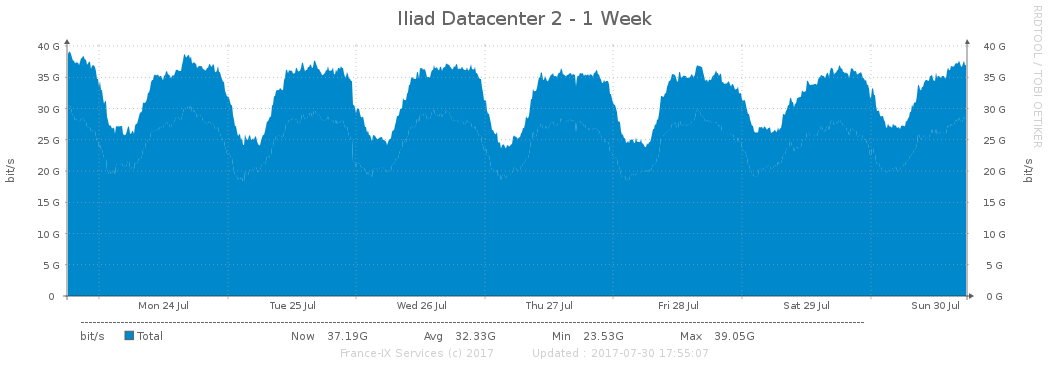 Iliad Datacenter 2 - 1 Week
RRDTOOL / TOBI OETIKER
bit/s
40 G
35 G
30 G
25 G
20 G
15 G
10 G
5 G
0
40 G
35 G
30 G
25 G
20 G
15 G
10 G
5 G
0 G
bit/s
Mon 24 Jul Tue 25 Jul Wed 26 Jul Thu 27 Jul Fri 28 Jul Sat 29 Jul Sun 30 Jul
bit/s Total Now 37.19G Avg 32.33G Min 23.53G Max 39.05G
France-IX Services (c) 2017 Updated : 2017-07-30 17:55:07